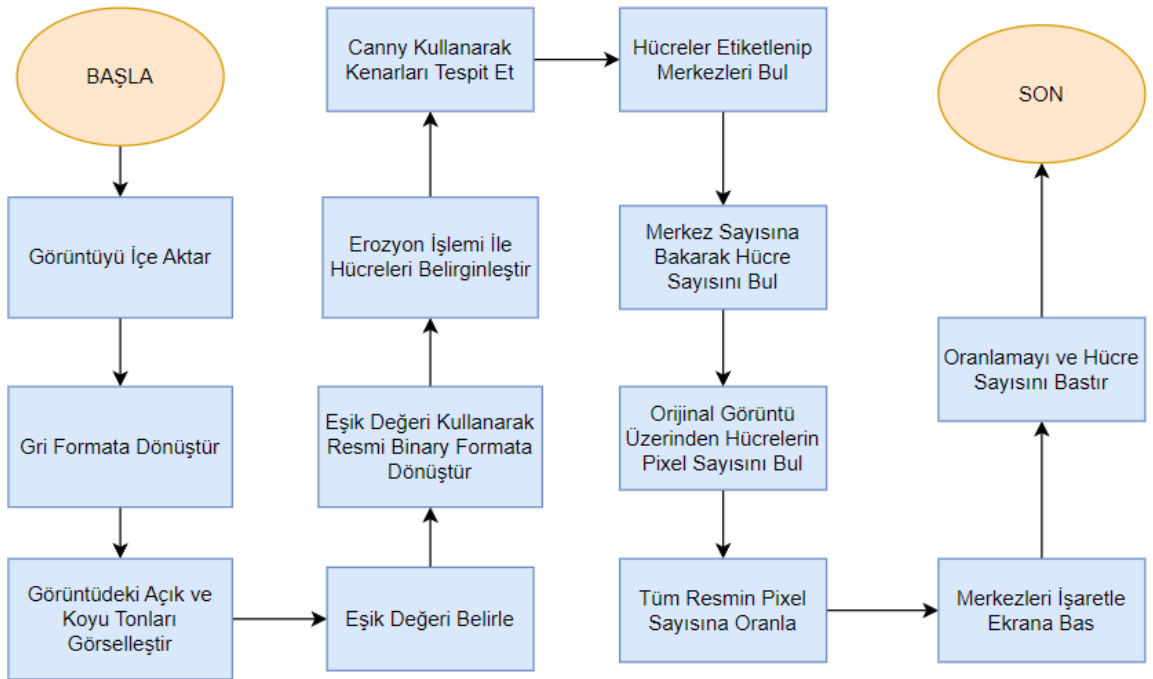 BAŞLA
Görüntüyü İçe Aktar
Gri Formata Dönüştür
Görüntüdeki Açık ve
Koyu Tonları
Görselleştir
Eşik Değeri Belirle
Eşik Değeri Kullanarak
Resmi Binary Formata
Dönüştür
Erozyon İşlemi İle
Hücreleri Belirginleştir
Canny Kullanarak
Kenarları Tespit Et
Hücreler Etiketlenip
Merkezleri Bul
Merkez Sayısına
Bakarak Hücre
Sayısını Bul
Orijinal Görüntü
Üzerinden Hücrelerin
Pixel Sayısını Bul
Tüm Resmin Pixel
Sayısına Oranla
Merkezleri İşaretle
Ekrana Bas
Oranlamayı ve Hücre
Sayısını Bastır
SON